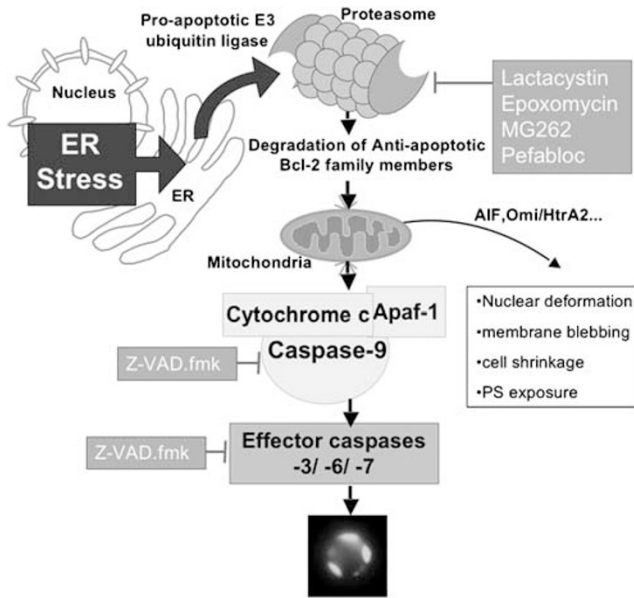 Pro-apoptotic E3
ubiquitin ligase
Proteasome
Nucleus
ER
Stress
ER
Lactacystin
Epoxomycin
MG262
Pefabloc
Degradation of Anti-apoptotic
Bcl-2 family members
AIF,Omi/HtrA2...
Mitochondria
Cytochrome c
Apaf-1
Caspase-9
Z-VAD.fmk
•Nuclear deformation
•membrane blebbing
•cell shrinkage
•PS exposure
Z-VAD.fmk
Effector caspases
-3/ -6/ -7